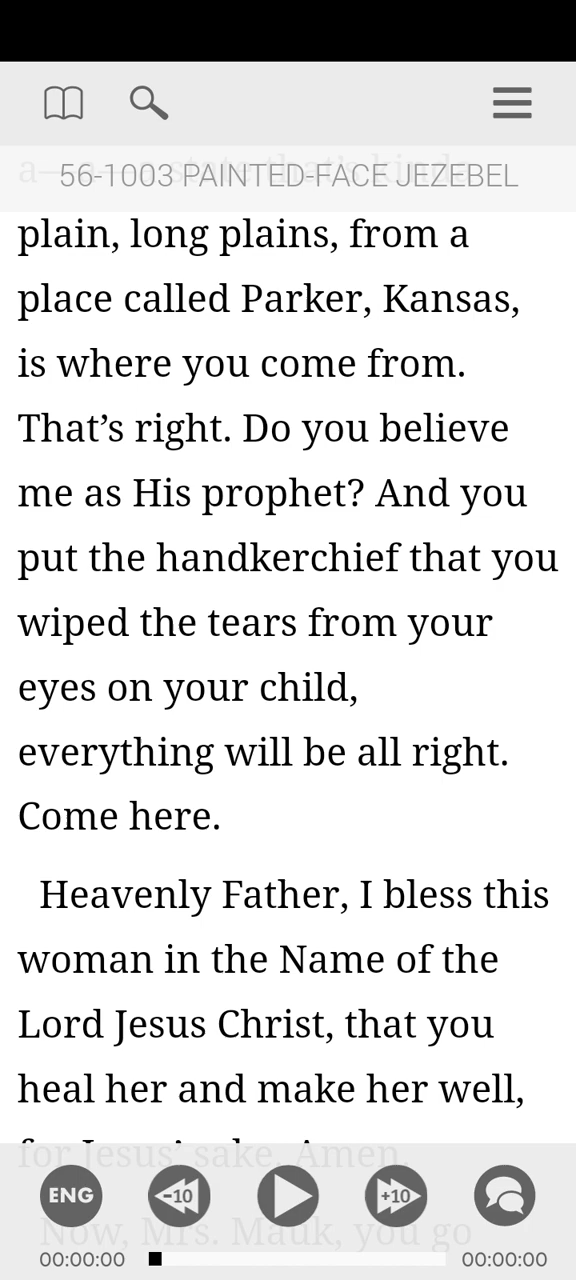 a— a— a state that's kinda
56-1003 PAINTED-FACE JEZEBEL
plain, long plains, from a
place called Parker, Kansas,
is where you come from.
That’s right. Do you believe
me as His prophet? And you
put the handkerchief that you
wiped the tears from your
eyes on your child,
everything will be all right.
Come here.
Heavenly Father, I bless this
woman in the Name of the
Lord Jesus Christ, that you
heal her and make her well,
for Jesus’ sake. Amen.
ENG
-10
+10
Now, Mrs. Mauk, you go
00:00:00
00:00:00